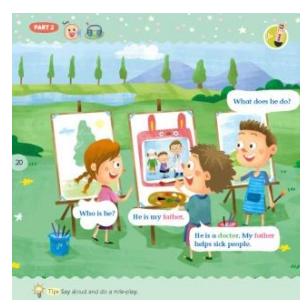 PART 2
What does he do?
20
Who is he?
He is my father.
He is a doctor. My father
helps sick people.
Tips Say aloud and do a role-play.